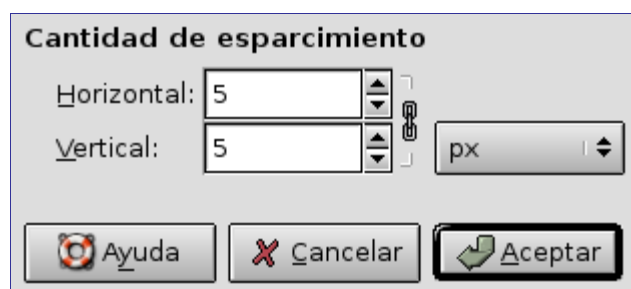 Cantidad de esparcimiento
Horizontal: 5
Vertical: 5 px
Ayuda Cancelar Aceptar